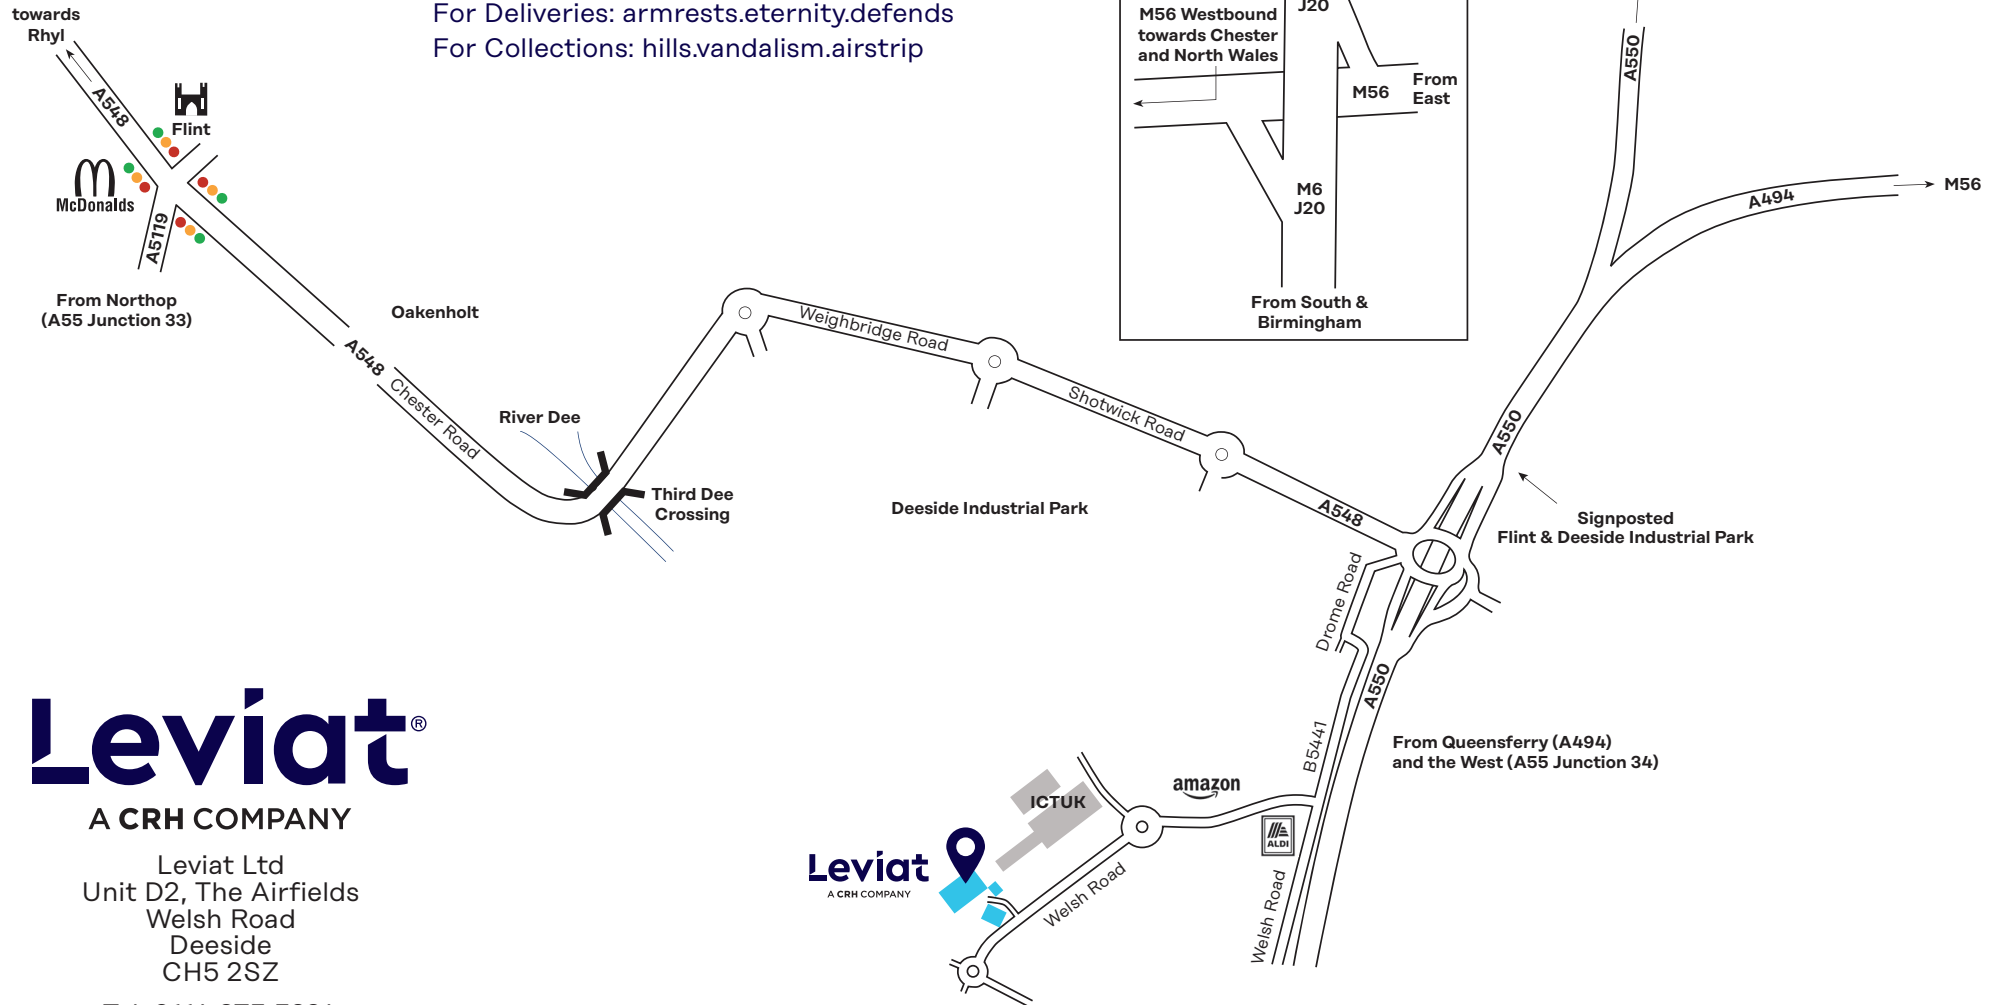 towards
Rhyl
For Deliveries: armrests.eternity.defends
For Collections: hills.vandalism.airstrip
J20
M56 Westbound
towards Chester
and North Wales
M56
From
East
M6
J20
From South &
Birmingham
A550
A494
M56
A548
Flint
McDonalds
A5119
From Northop
(A55 Junction 33)
Oakenholt
A548
Chester Road
River Dee
Third Dee
Crossing
Weighbridge Road
Shotwick Road
A548
Deeside Industrial Park
A550
Signposted
Flint & Deeside Industrial Park
Drome Road
A550
B5441
From Queensferry (A494)
and the West (A55 Junction 34)
amazon
ICTUK
ALDI
Welsh Road
Welsh Road
Leviat
A CRH COMPANY
Leviat®
A CRH COMPANY
Leviat Ltd
Unit D2, The Airfields
Welsh Road
Deeside
CH5 2SZ